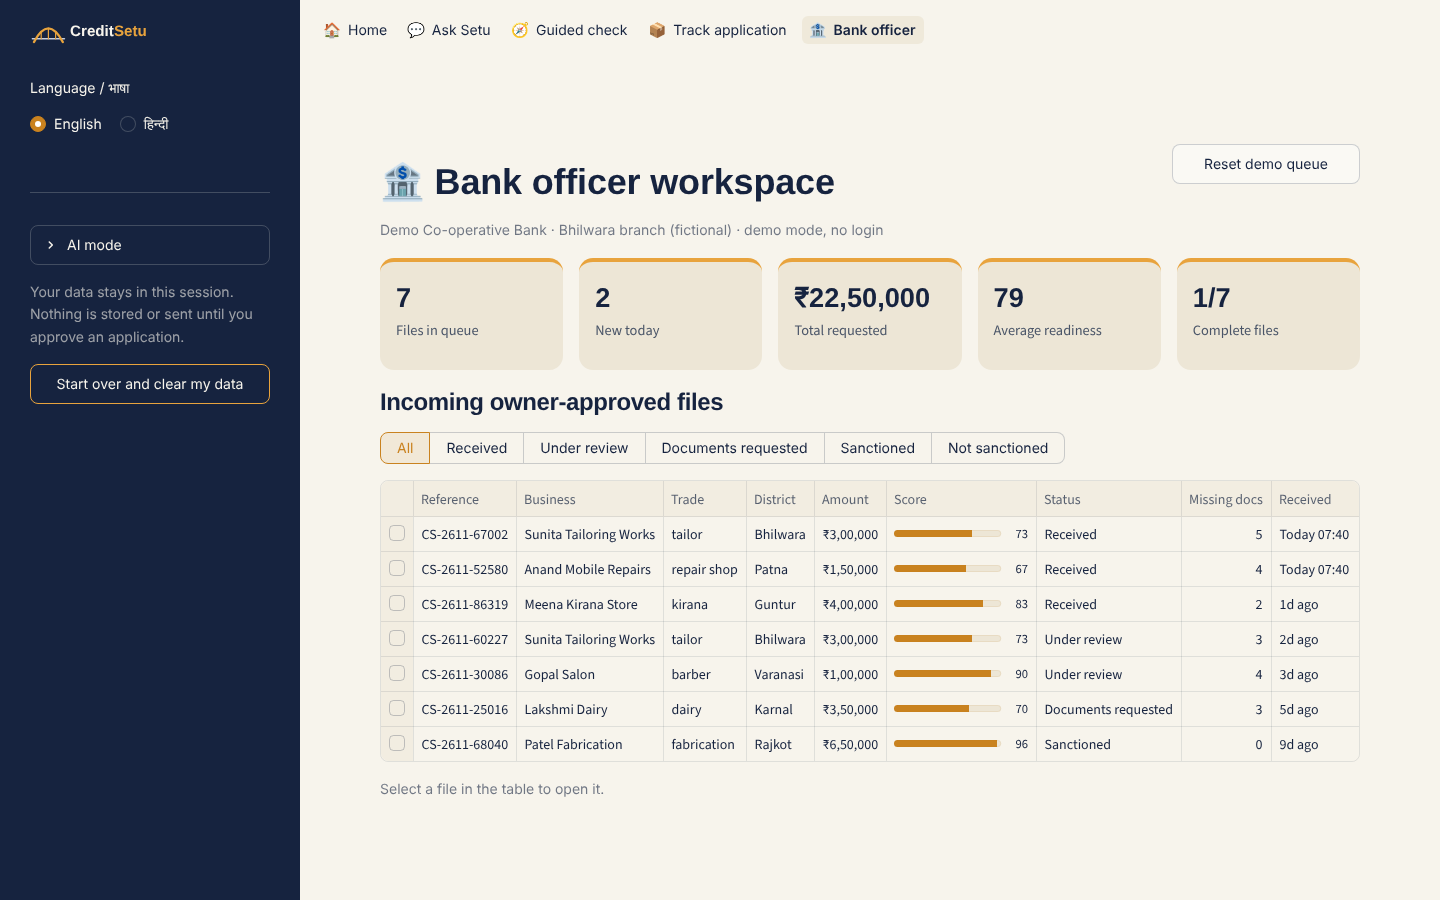 CreditSetu
Language / भाषा
English
हिन्दी
AI mode
Your data stays in this session.
Nothing is stored or sent until you
approve an application.
Start over and clear my data
Home
Ask Setu
Guided check
Track application
Bank officer
Bank officer workspace
Reset demo queue
Demo Co-operative Bank · Bhilwara branch (fictional) · demo mode, no login
7
Files in queue
2
New today
₹22,50,000
Total requested
79
Average readiness
1/7
Complete files
Incoming owner-approved files
All
Received
Under review
Documents requested
Sanctioned
Not sanctioned
Reference Business Trade District Amount Score Status Missing docs Received
CS-2611-67002 Sunita Tailoring Works tailor Bhilwara ₹3,00,000 73 Received 5 Today 07:40
CS-2611-52580 Anand Mobile Repairs repair shop Patna ₹1,50,000 67 Received 4 Today 07:40
CS-2611-86319 Meena Kirana Store kirana Guntur ₹4,00,000 83 Received 2 1d ago
CS-2611-60227 Sunita Tailoring Works tailor Bhilwara ₹3,00,000 73 Under review 3 2d ago
CS-2611-30086 Gopal Salon barber Varanasi ₹1,00,000 90 Under review 4 3d ago
CS-2611-25016 Lakshmi Dairy dairy Karnal ₹3,50,000 70 Documents requested 3 5d ago
CS-2611-68040 Patel Fabrication fabrication Rajkot ₹6,50,000 96 Sanctioned 0 9d ago
Select a file in the table to open it.